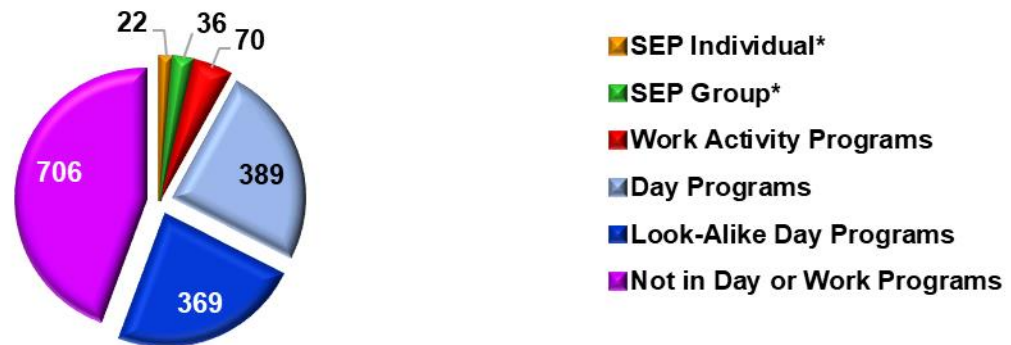 22
36
70
389
369
706
SEP Individual*
SEP Group*
Work Activity Programs
Day Programs
Look-Alike Day Programs
Not in Day or Work Programs